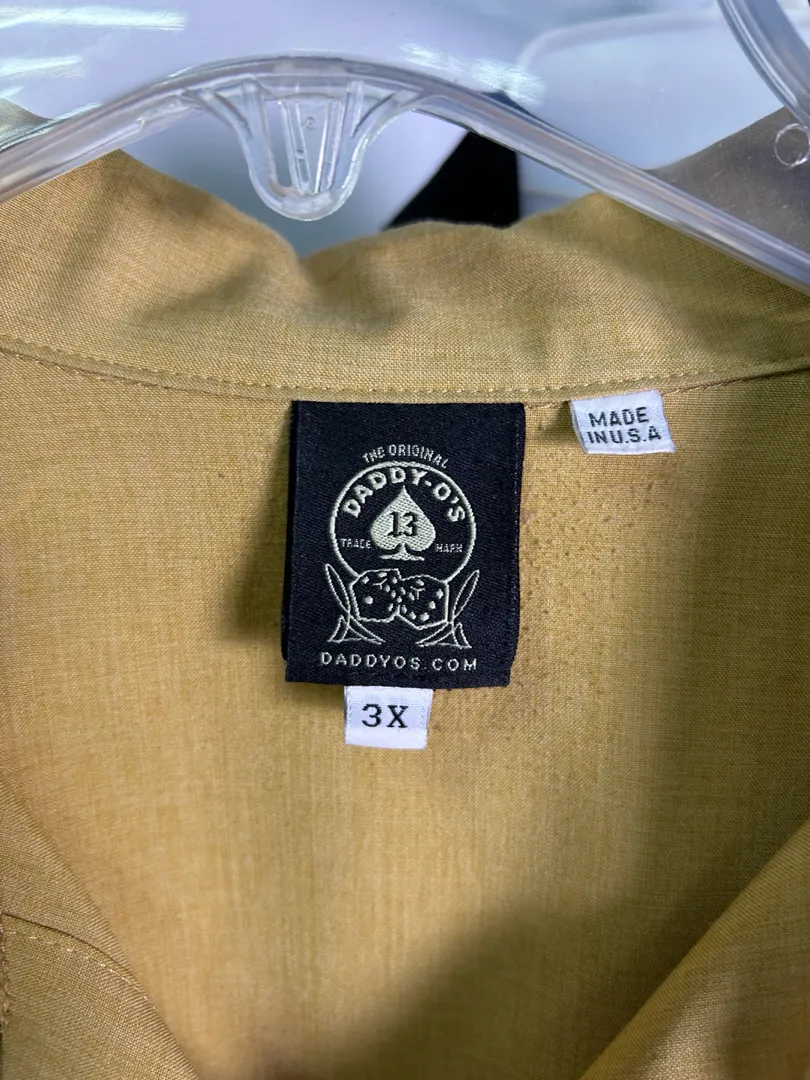 THE ORIGINAL
DADDY-O'S
13
TRADE MARK
DADDYOS.COM
3X
MADE
IN U.S.A